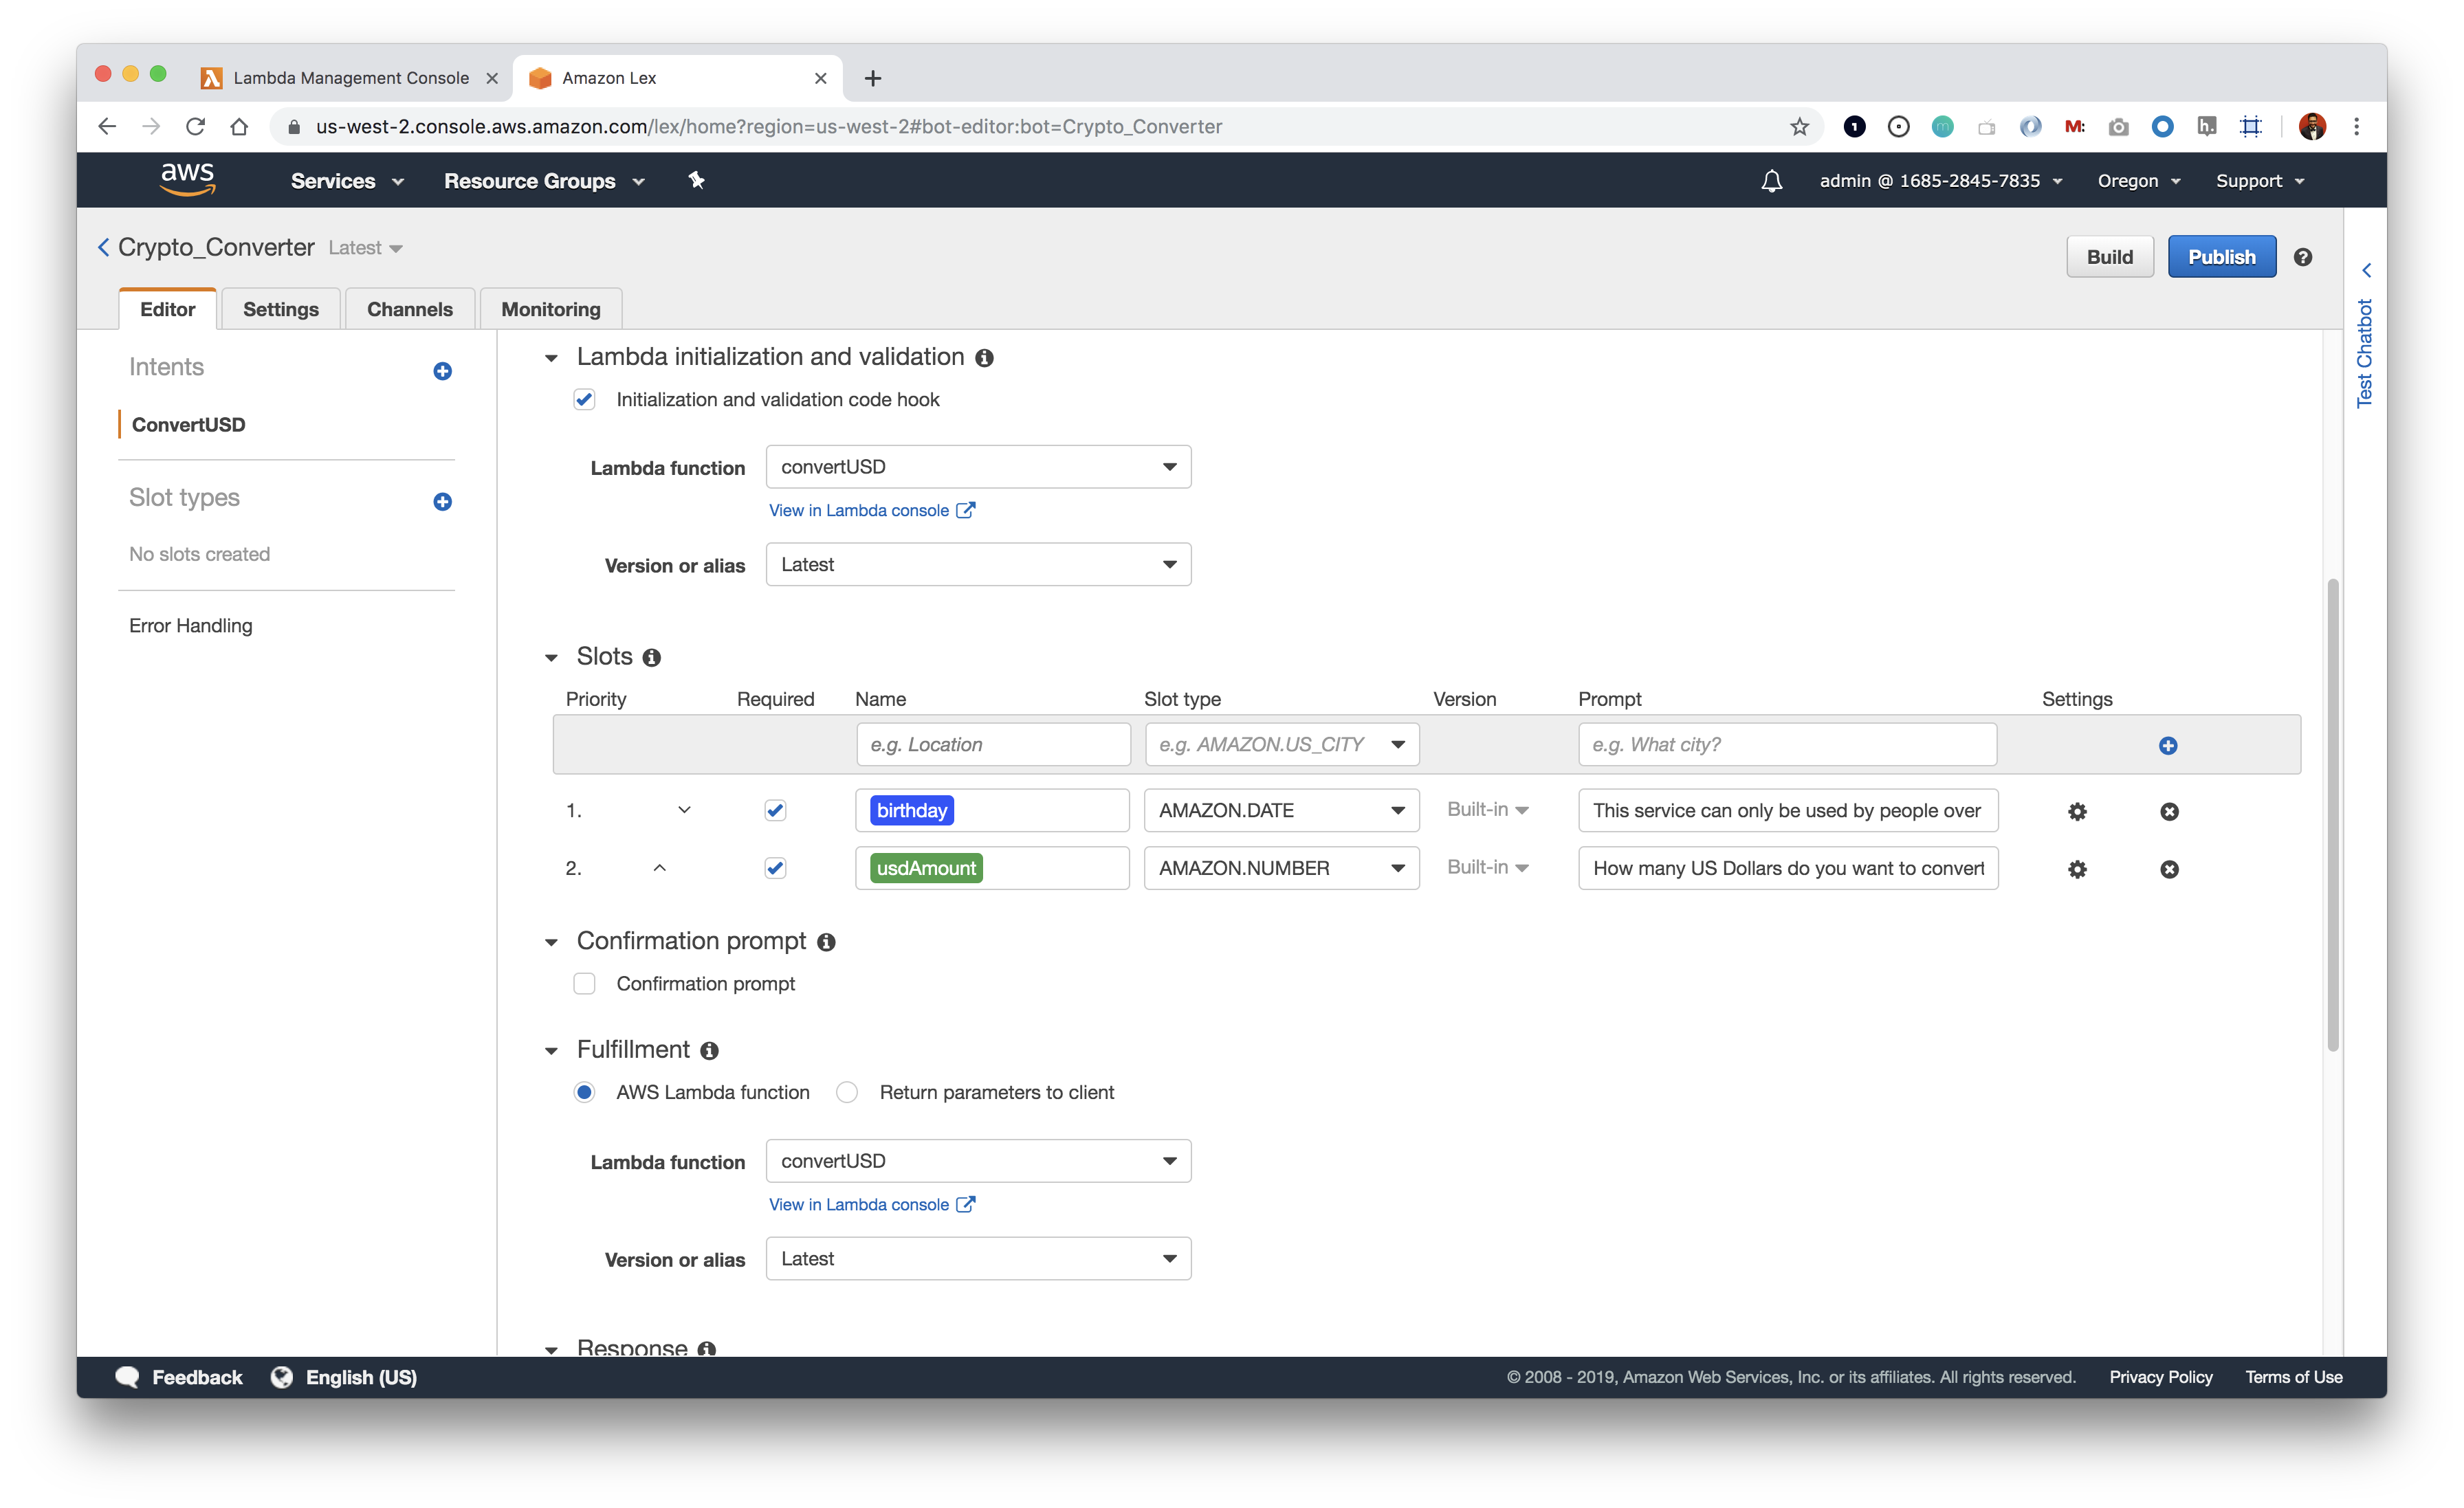 Lambda Management Console
Amazon Lex
us-west-2.console.aws.amazon.com/lex/home?region=us-west-2#bot-editor:bot=Crypto_Converter
aws Services Resource Groups admin @ 1685-2845-7835 Oregon Support
Crypto_Converter Latest
Build Publish
Editor Settings Channels Monitoring
Test Chatbot
Intents
ConvertUSD
Slot types
No slots created
Error Handling
Lambda initialization and validation
Initialization and validation code hook
Lambda function convertUSD
View in Lambda console
Version or alias Latest
Slots
Priority Required Name Slot type Version Prompt Settings
e.g. Location e.g. AMAZON.US_CITY e.g. What city?
1. birthday AMAZON.DATE Built-in This service can only be used by people over
2. usdAmount AMAZON.NUMBER Built-in How many US Dollars do you want to convert
Confirmation prompt
Confirmation prompt
Fulfillment
AWS Lambda function Return parameters to client
Lambda function convertUSD
View in Lambda console
Version or alias Latest
Response
Feedback English (US) © 2008 - 2019, Amazon Web Services, Inc. or its affiliates. All rights reserved. Privacy Policy Terms of Use